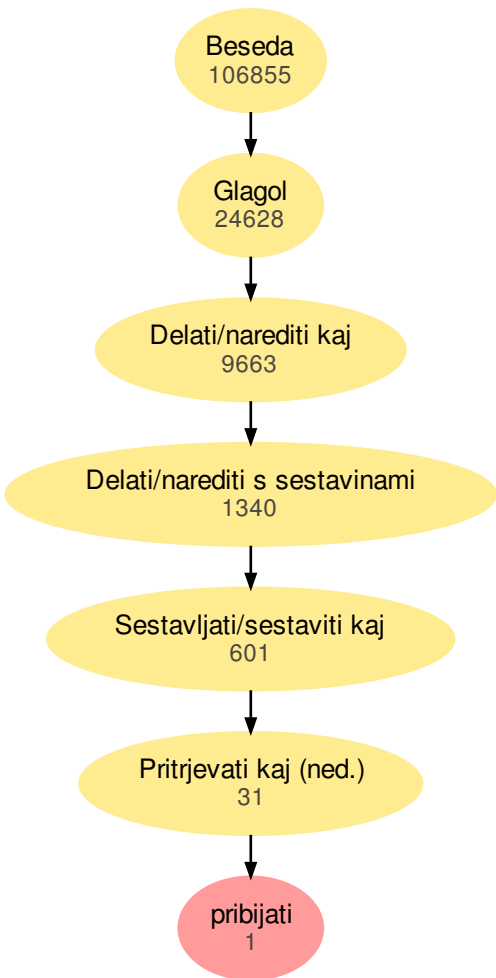 Beseda
106855
Glagol
24628
Delati/narediti kaj
9663
Delati/narediti s sestavinami
1340
Sestavljati/sestaviti kaj
601
Pritrjevati kaj (ned.)
31
pribijati
1